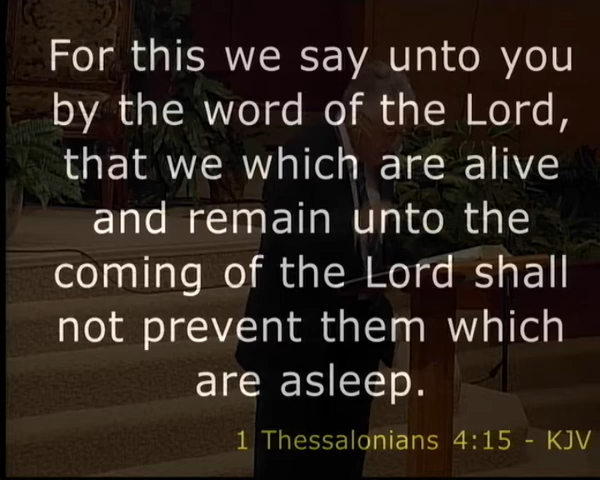 For this we say unto you
by the word of the Lord,
that we which are alive
and remain unto the
coming of the Lord shall
not prevent them which
are asleep.
1 Thessalonians 4:15 - KJV